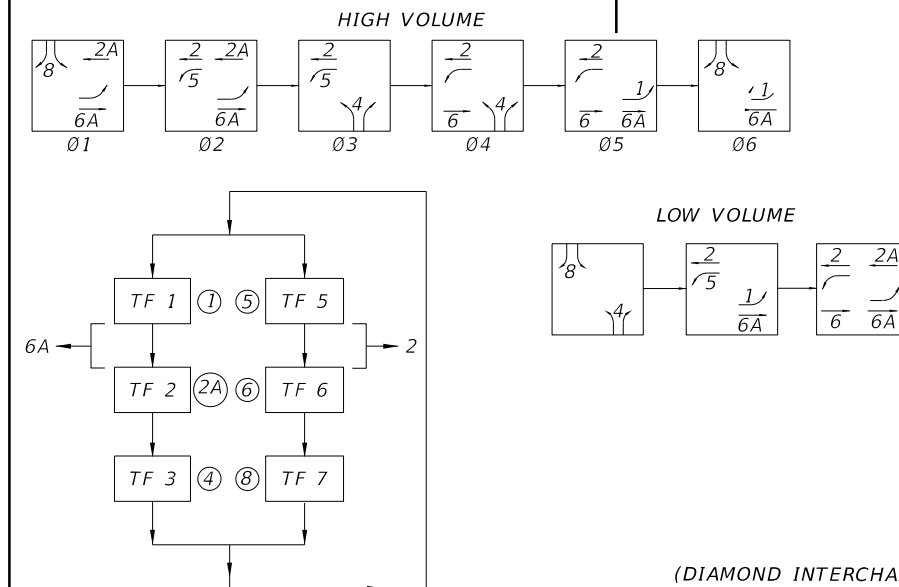 HIGH VOLUME
8 2A 6A
2 2A 5 6A
2 5 4
2 6 4
2 1 6 6A
8 1 6A
Ø1 Ø2 Ø3 Ø4 Ø5 Ø6
LOW VOLUME
8 4
2 5 1 6A
2 2A 6 6A
TF 1 1 5 TF 5
6A 2
TF 2 2A 6 TF 6
TF 3 4 8 TF 7
(DIAMOND INTERCHA